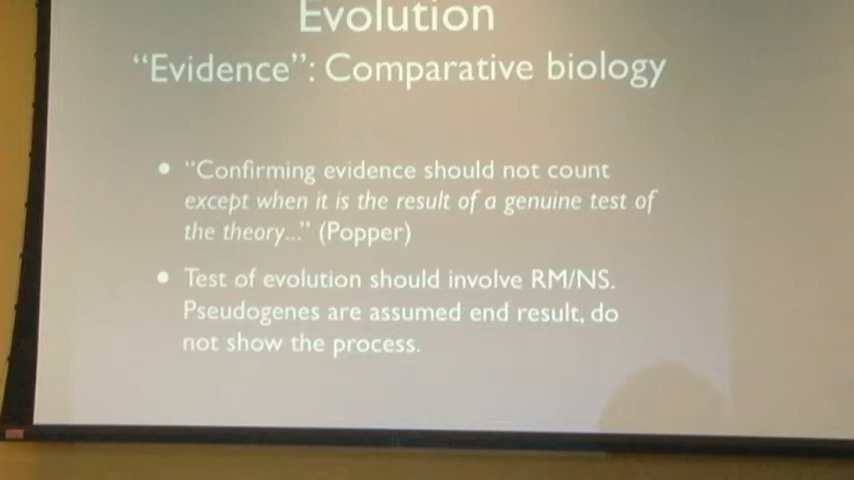 Evolution
“Evidence”: Comparative biology
• “Confirming evidence should not count
except when it is the result of a genuine test of
the theory...” (Popper)
• Test of evolution should involve RM/NS.
Pseudogenes are assumed end result, do
not show the process.